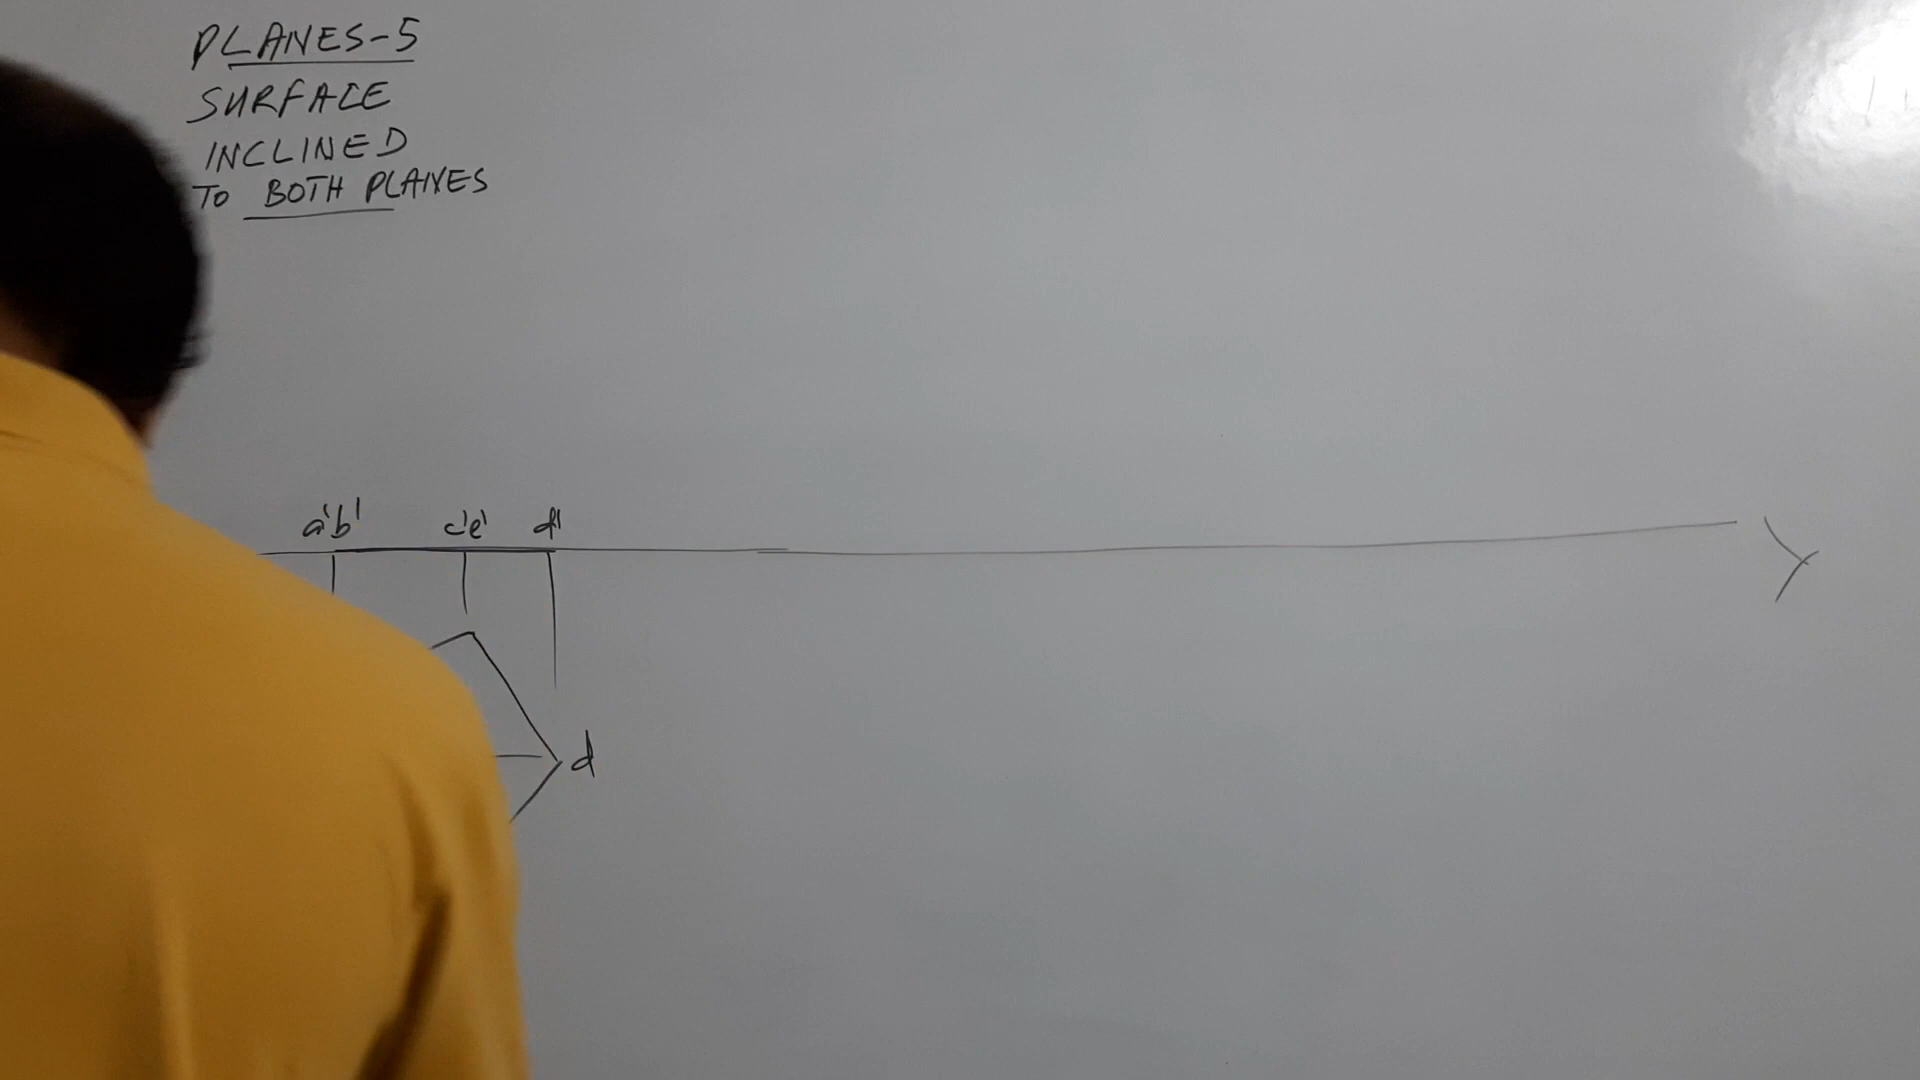 PLANES-5
SURFACE
INCLINED
TO BOTH PLANES
a'b' c'e' d'
Y
d